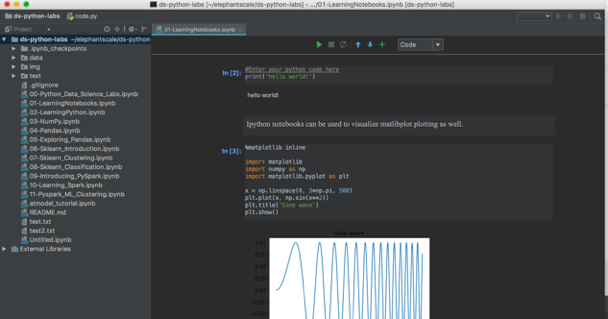 ds-python-labs [~/elephantscale/ds-python-labs] - .../01-LearningNotebooks.ipynb [ds-python-labs]
ds-python-labs
code.py
Project
01-LearningNotebooks.ipynb
ds-python-labs ~/elephantscale/ds-python
.ipynb_checkpoints
data
img
test
.gitignore
00-Python_Data_Science_Labs.ipynb
01-LearningNotebooks.ipynb
02-LearningPython.ipynb
03-NumPy.ipynb
04-Pandas.ipynb
05-Exploring_Pandas.ipynb
06-Sklearn_Introduction.ipynb
07-Sklearn_Clustering.ipynb
08-Sklearn_Classification.ipynb
09-Introducing_PySpark.ipynb
10-Learning_Spark.ipynb
11-Pyspark_ML_Clustering.ipynb
atmodel_tutorial.ipynb
README.md
test.txt
test2.txt
Untitled.ipynb
External Libraries
Code
In [2]:
#Enter your python code here
print('hello world!')
hello world!
Ipython notebooks can be used to visualize matlibplot plotting as well.
In [3]:
%matplotlib inline
import matplotlib
import numpy as np
import matplotlib.pyplot as plt
x = np.linspace(0, 3*np.pi, 500)
plt.plot(x, np.sin(x**2))
plt.title('Sine wave')
plt.show()
Sine wave
1.00
0.75
0.50
0.25
0.00
-0.25
-0.50